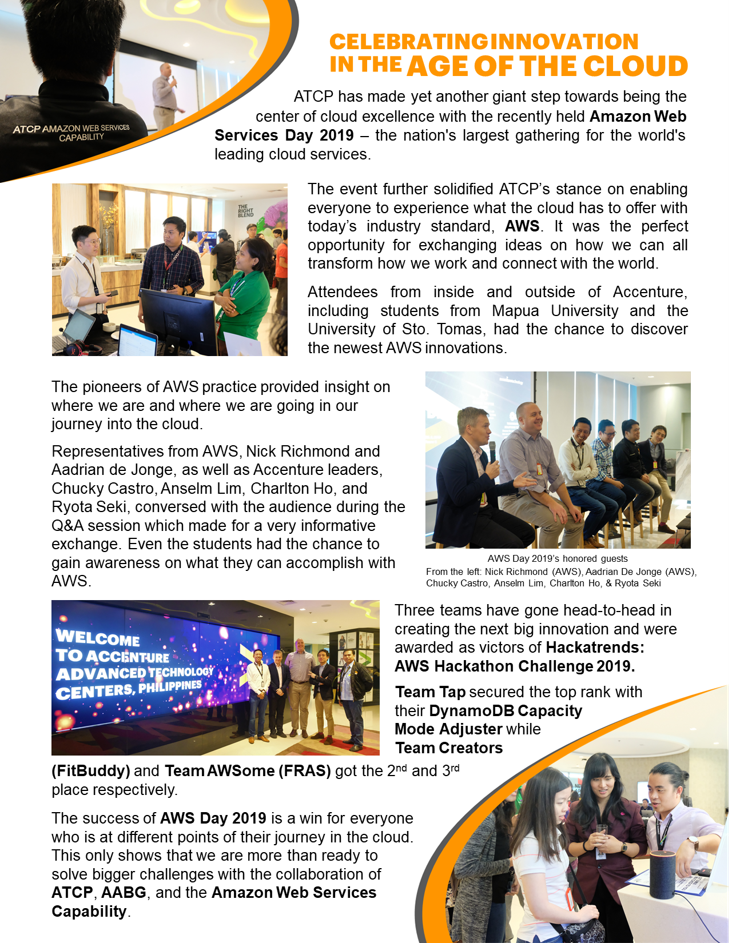 CELEBRATING INNOVATION
IN THE AGE OF THE CLOUD
ATCP AMAZON WEB SERVICES
CAPABILITY
ATCP has made yet another giant step towards being the
center of cloud excellence with the recently held Amazon Web
Services Day 2019 – the nation's largest gathering for the world's
leading cloud services.
THE
RIGHT
BLEND
The event further solidified ATCP's stance on enabling
everyone to experience what the cloud has to offer with
today's industry standard, AWS. It was the perfect
opportunity for exchanging ideas on how we can all
transform how we work and connect with the world.
Attendees from inside and outside of Accenture,
including students from Mapua University and the
University of Sto. Tomas, had the chance to discover
the newest AWS innovations.
The pioneers of AWS practice provided insight on
where we are and where we are going in our
journey into the cloud.
Representatives from AWS, Nick Richmond and
Aadrian de Jonge, as well as Accenture leaders,
Chucky Castro, Anselm Lim, Charlton Ho, and
Ryota Seki, conversed with the audience during the
Q&A session which made for a very informative
exchange. Even the students had the chance to
gain awareness on what they can accomplish with
AWS.
AWS Day 2019's honored guests
From the left: Nick Richmond (AWS), Aadrian De Jonge (AWS),
Chucky Castro, Anselm Lim, Charlton Ho, & Ryota Seki
WELCOME
TO ACCENTURE
ADVANCED TECHNOLOGY
CENTERS, PHILIPPINES
Three teams have gone head-to-head in
creating the next big innovation and were
awarded as victors of Hackatrends:
AWS Hackathon Challenge 2019.
Team Tap secured the top rank with
their DynamoDB Capacity
Mode Adjuster while
Team Creators
(FitBuddy) and Team AWSome (FRAS) got the 2nd and 3rd
place respectively.
The success of AWS Day 2019 is a win for everyone
who is at different points of their journey in the cloud.
This only shows that we are more than ready to
solve bigger challenges with the collaboration of
ATCP, AABG, and the Amazon Web Services
Capability.